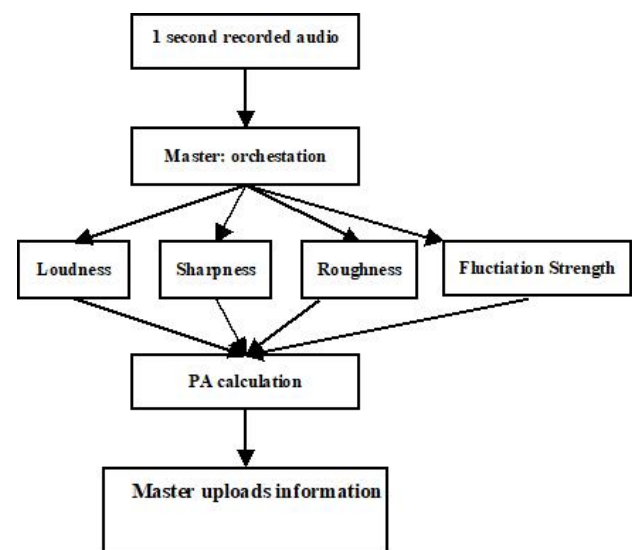 1 second recorded audio
Master: orchestation
Loudness
Sharpness
Roughness
Fluctiation Strength
PA calculation
Master uploads information